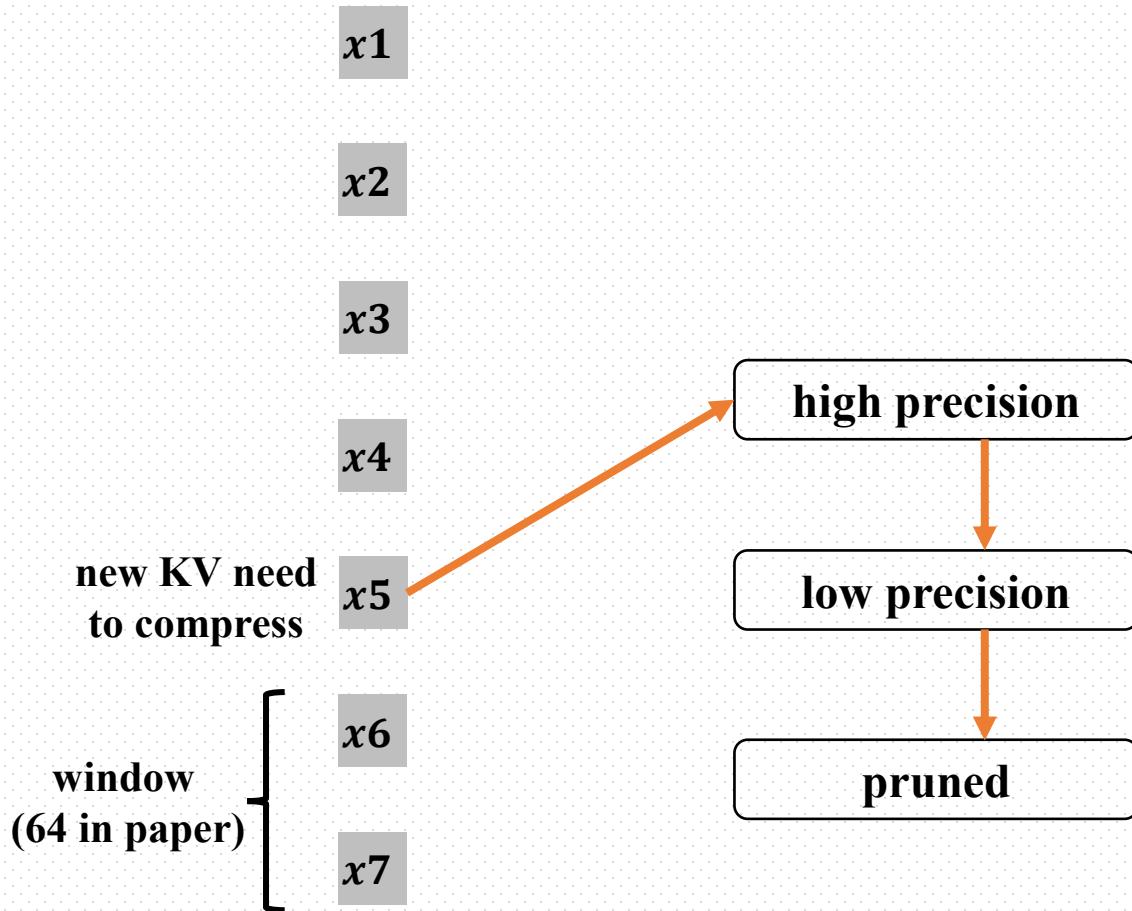 x1
x2
x3
high precision
x4
new KV need
to compress
x5
low precision
x6
window
(64 in paper)
pruned
x7